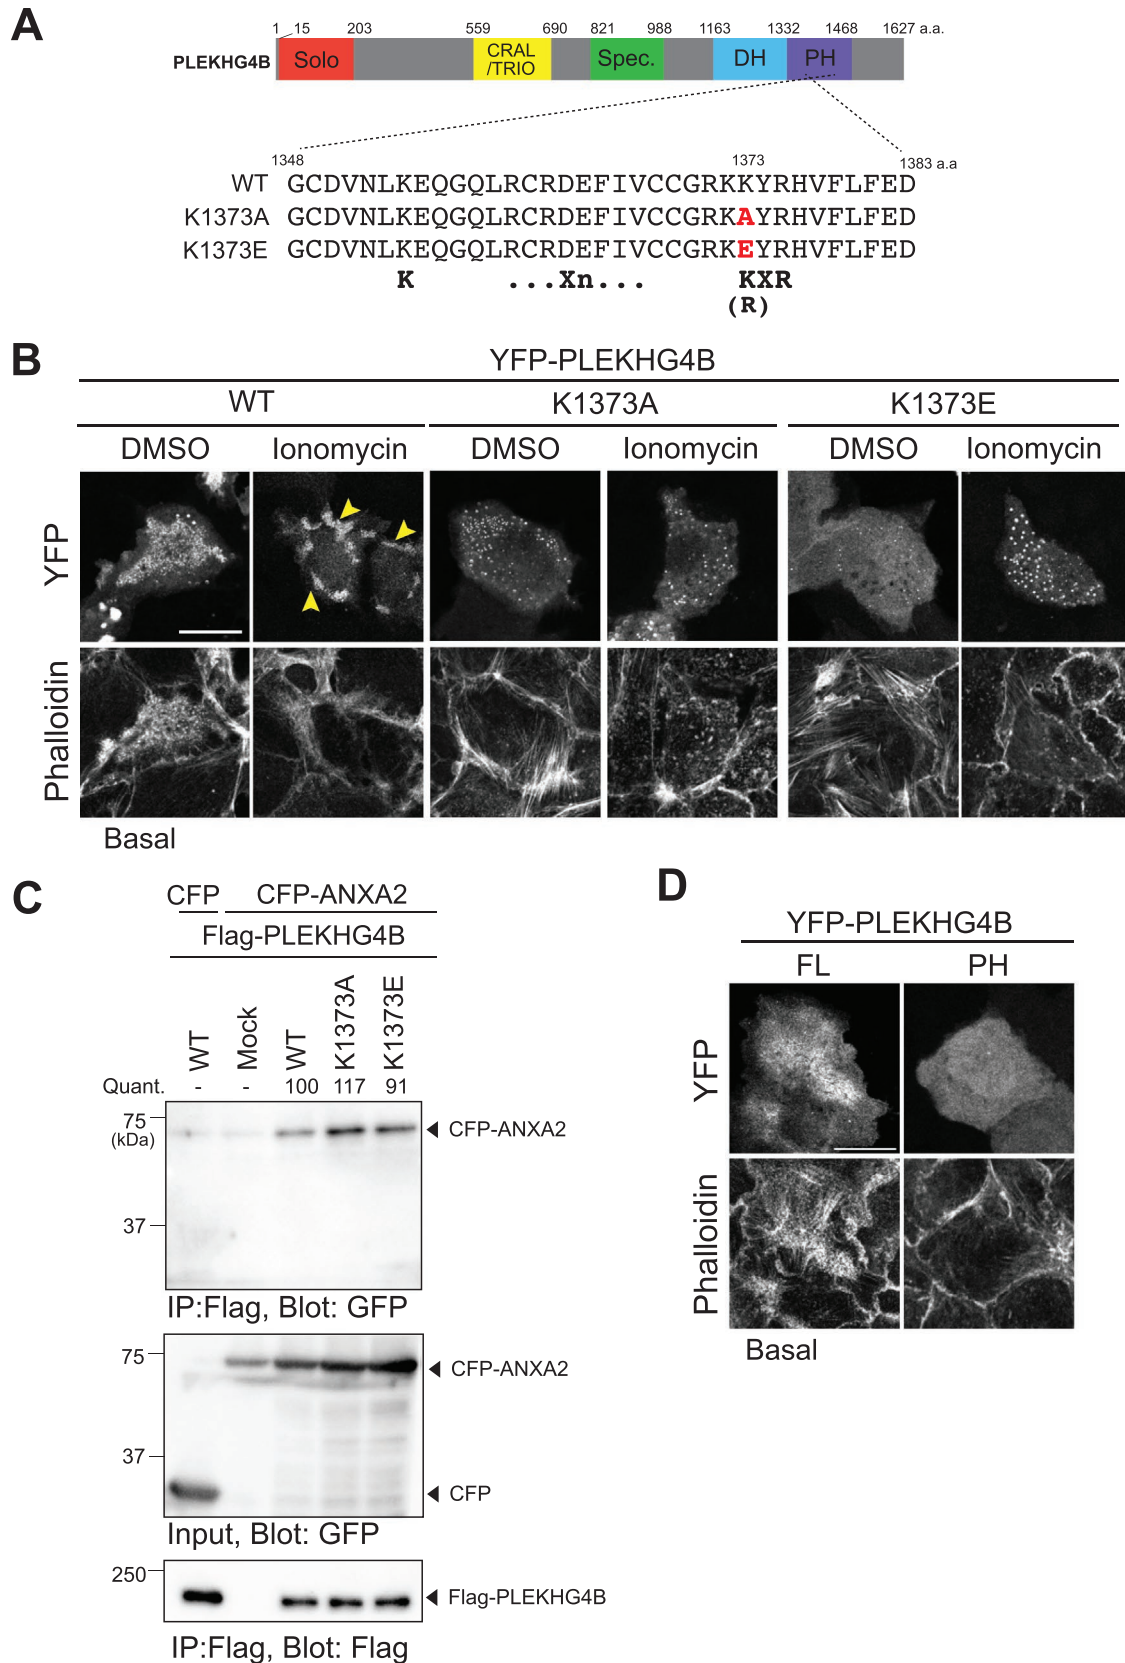 A
1 15 203 559 690 821 988 1163 1332 1468 1627 a.a.
PLEKHG4B Solo CRAL /TRIO Spec. DH PH
1348 1373 1383 a.a
WT GCDVNLKEQGQLRCRDEFIVCCGRKKYRHVFLFED
K1373A GCDVNLKEQGQLRCRDEFIVCCGRKAYRHVFLFED
K1373E GCDVNLKEQGQLRCRDEFIVCCGRKEYRHVFLFED
K ...Xn... KXR
(R)
B
YFP-PLEKHG4B
WT K1373A K1373E
DMSO Ionomycin DMSO Ionomycin DMSO Ionomycin
YFP
Phalloidin
Basal
C
CFP CFP-ANXA2
Flag-PLEKHG4B
WT Mock WT K1373A K1373E
Quant. - - 100 117 91
75
(kDa)
CFP-ANXA2
37
IP:Flag, Blot: GFP
75
CFP-ANXA2
37
CFP
Input, Blot: GFP
250
Flag-PLEKHG4B
IP:Flag, Blot: Flag
D
YFP-PLEKHG4B
FL PH
YFP
Phalloidin
Basal